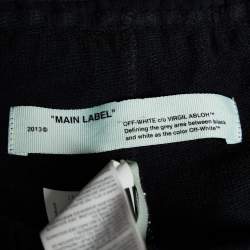 "MAIN LABEL"
2013®
OFF-WHITE c/o VIRGIL ABLOH™
Defining the grey area between black
and white as the color Off-White™